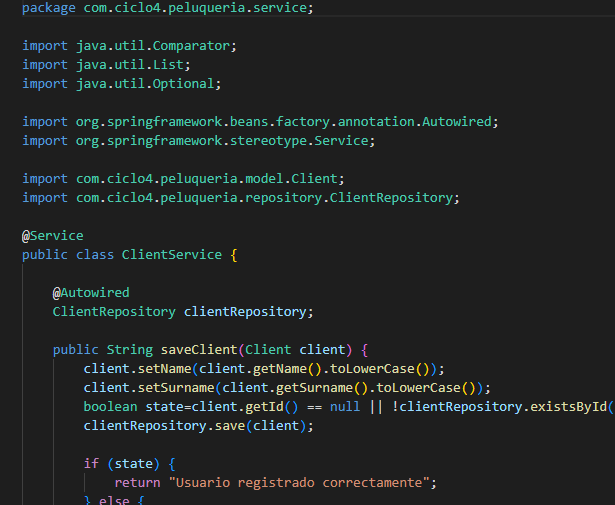 package com.ciclo4.peluqueria.service;
import java.util.Comparator;
import java.util.List;
import java.util.Optional;
import org.springframework.beans.factory.annotation.Autowired;
import org.springframework.stereotype.Service;
import com.ciclo4.peluqueria.model.Client;
import com.ciclo4.peluqueria.repository.ClientRepository;
@Service
public class ClientService {
@Autowired
ClientRepository clientRepository;
public String saveClient(Client client) {
client.setName(client.getName().toLowerCase());
client.setSurname(client.getSurname().toLowerCase());
boolean state=client.getId() == null || !clientRepository.existsById(
clientRepository.save(client);
if (state) {
return "Usuario registrado correctamente";
} else {